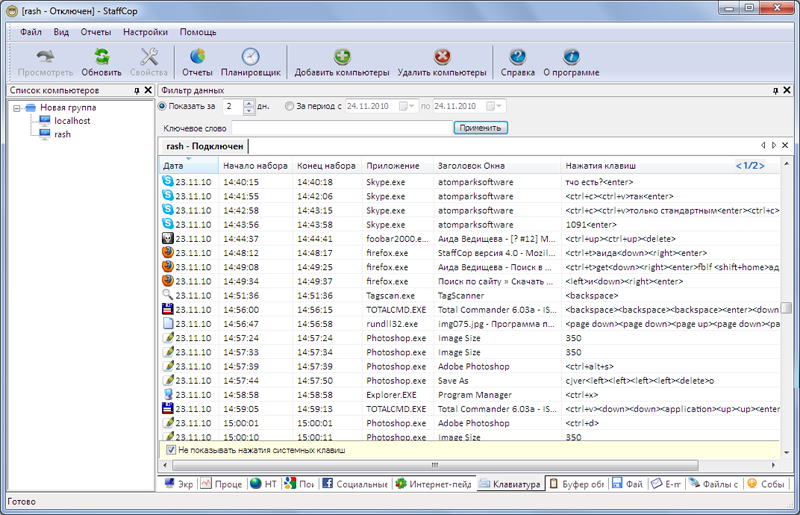 [rash - Отключен] - StaffCop
Файл Вид Отчеты Настройки Помощь
Просмотреть Обновить Свойства Отчеты Планировщик Добавить компьютеры Удалить компьютеры Справка О программе
Список компьютеров
Новая группа
localhost
rash
Фильтр данных
Показать за 2 дн. За период с 24.11.2010 по 24.11.2010
Ключевое слово Применить
rash - Подключен
Дата Начало набора Конец набора Приложение Заголовок Окна Нажатия клавиш <1/2>
23.11.10 14:40:15 14:40:18 Skype.exe atomparksoftware тчо есть?<enter>
23.11.10 14:41:55 14:42:06 Skype.exe atomparksoftware <ctrl+c><ctrl+v>так<enter>
23.11.10 14:42:58 14:43:15 Skype.exe atomparksoftware <ctrl+c><ctrl+v>только стандартным<enter><ctrl+c>
23.11.10 14:43:56 14:43:58 Skype.exe atomparksoftware 1091<enter>
23.11.10 14:44:37 14:44:41 foobar2000.e... Аида Ведищева - [? #12] М... <ctrl+up><ctrl+up><delete>
23.11.10 14:48:12 14:48:17 firefox.exe StaffCop версия 4.0 - Mozil... <ctrl+t>аида<down><right><enter>
23.11.10 14:49:08 14:49:25 firefox.exe Аида Ведищева - Поиск в ... <ctrl+t>get<down><right><enter>fblf <shift+home>ад
23.11.10 14:49:34 14:49:37 firefox.exe Поиск по сайту » Скачать ... <left>и<down><right><enter>
23.11.10 14:51:36 14:51:36 Tagscan.exe TagScanner <backspace>
23.11.10 14:56:00 14:56:15 TOTALCMD.EXE Total Commander 6.03a - IS... <backspace><backspace><backspace><enter><down
23.11.10 14:56:47 14:56:58 rundll32.exe img075.jpg - Программа п... <page down><page down><page up><page down><pa
23.11.10 14:57:24 14:57:24 Photoshop.exe Image Size 350
23.11.10 14:57:33 14:57:34 Photoshop.exe Image Size 350
23.11.10 14:57:39 14:57:39 Photoshop.exe Adobe Photoshop <ctrl+alt+s>
23.11.10 14:57:44 14:57:50 Photoshop.exe Save As cjver<left><left><left><left><delete>o
23.11.10 14:58:58 14:58:58 Explorer.EXE Program Manager <ctrl+x>
23.11.10 14:59:05 14:59:13 TOTALCMD.EXE Total Commander 6.03a - IS... <ctrl+v><down><down><application><up><up><enter
23.11.10 15:00:01 15:00:01 Photoshop.exe Adobe Photoshop <ctrl+d>
23.11.10 15:00:10 15:00:11 Photoshop.exe Image Size 350
Не показывать нажатия системных клавиш
Экр Проце НТ Пои Социальные Интернет-пейд Клавиатура Буфер об Фай E-m Файлы с Собы
Готово